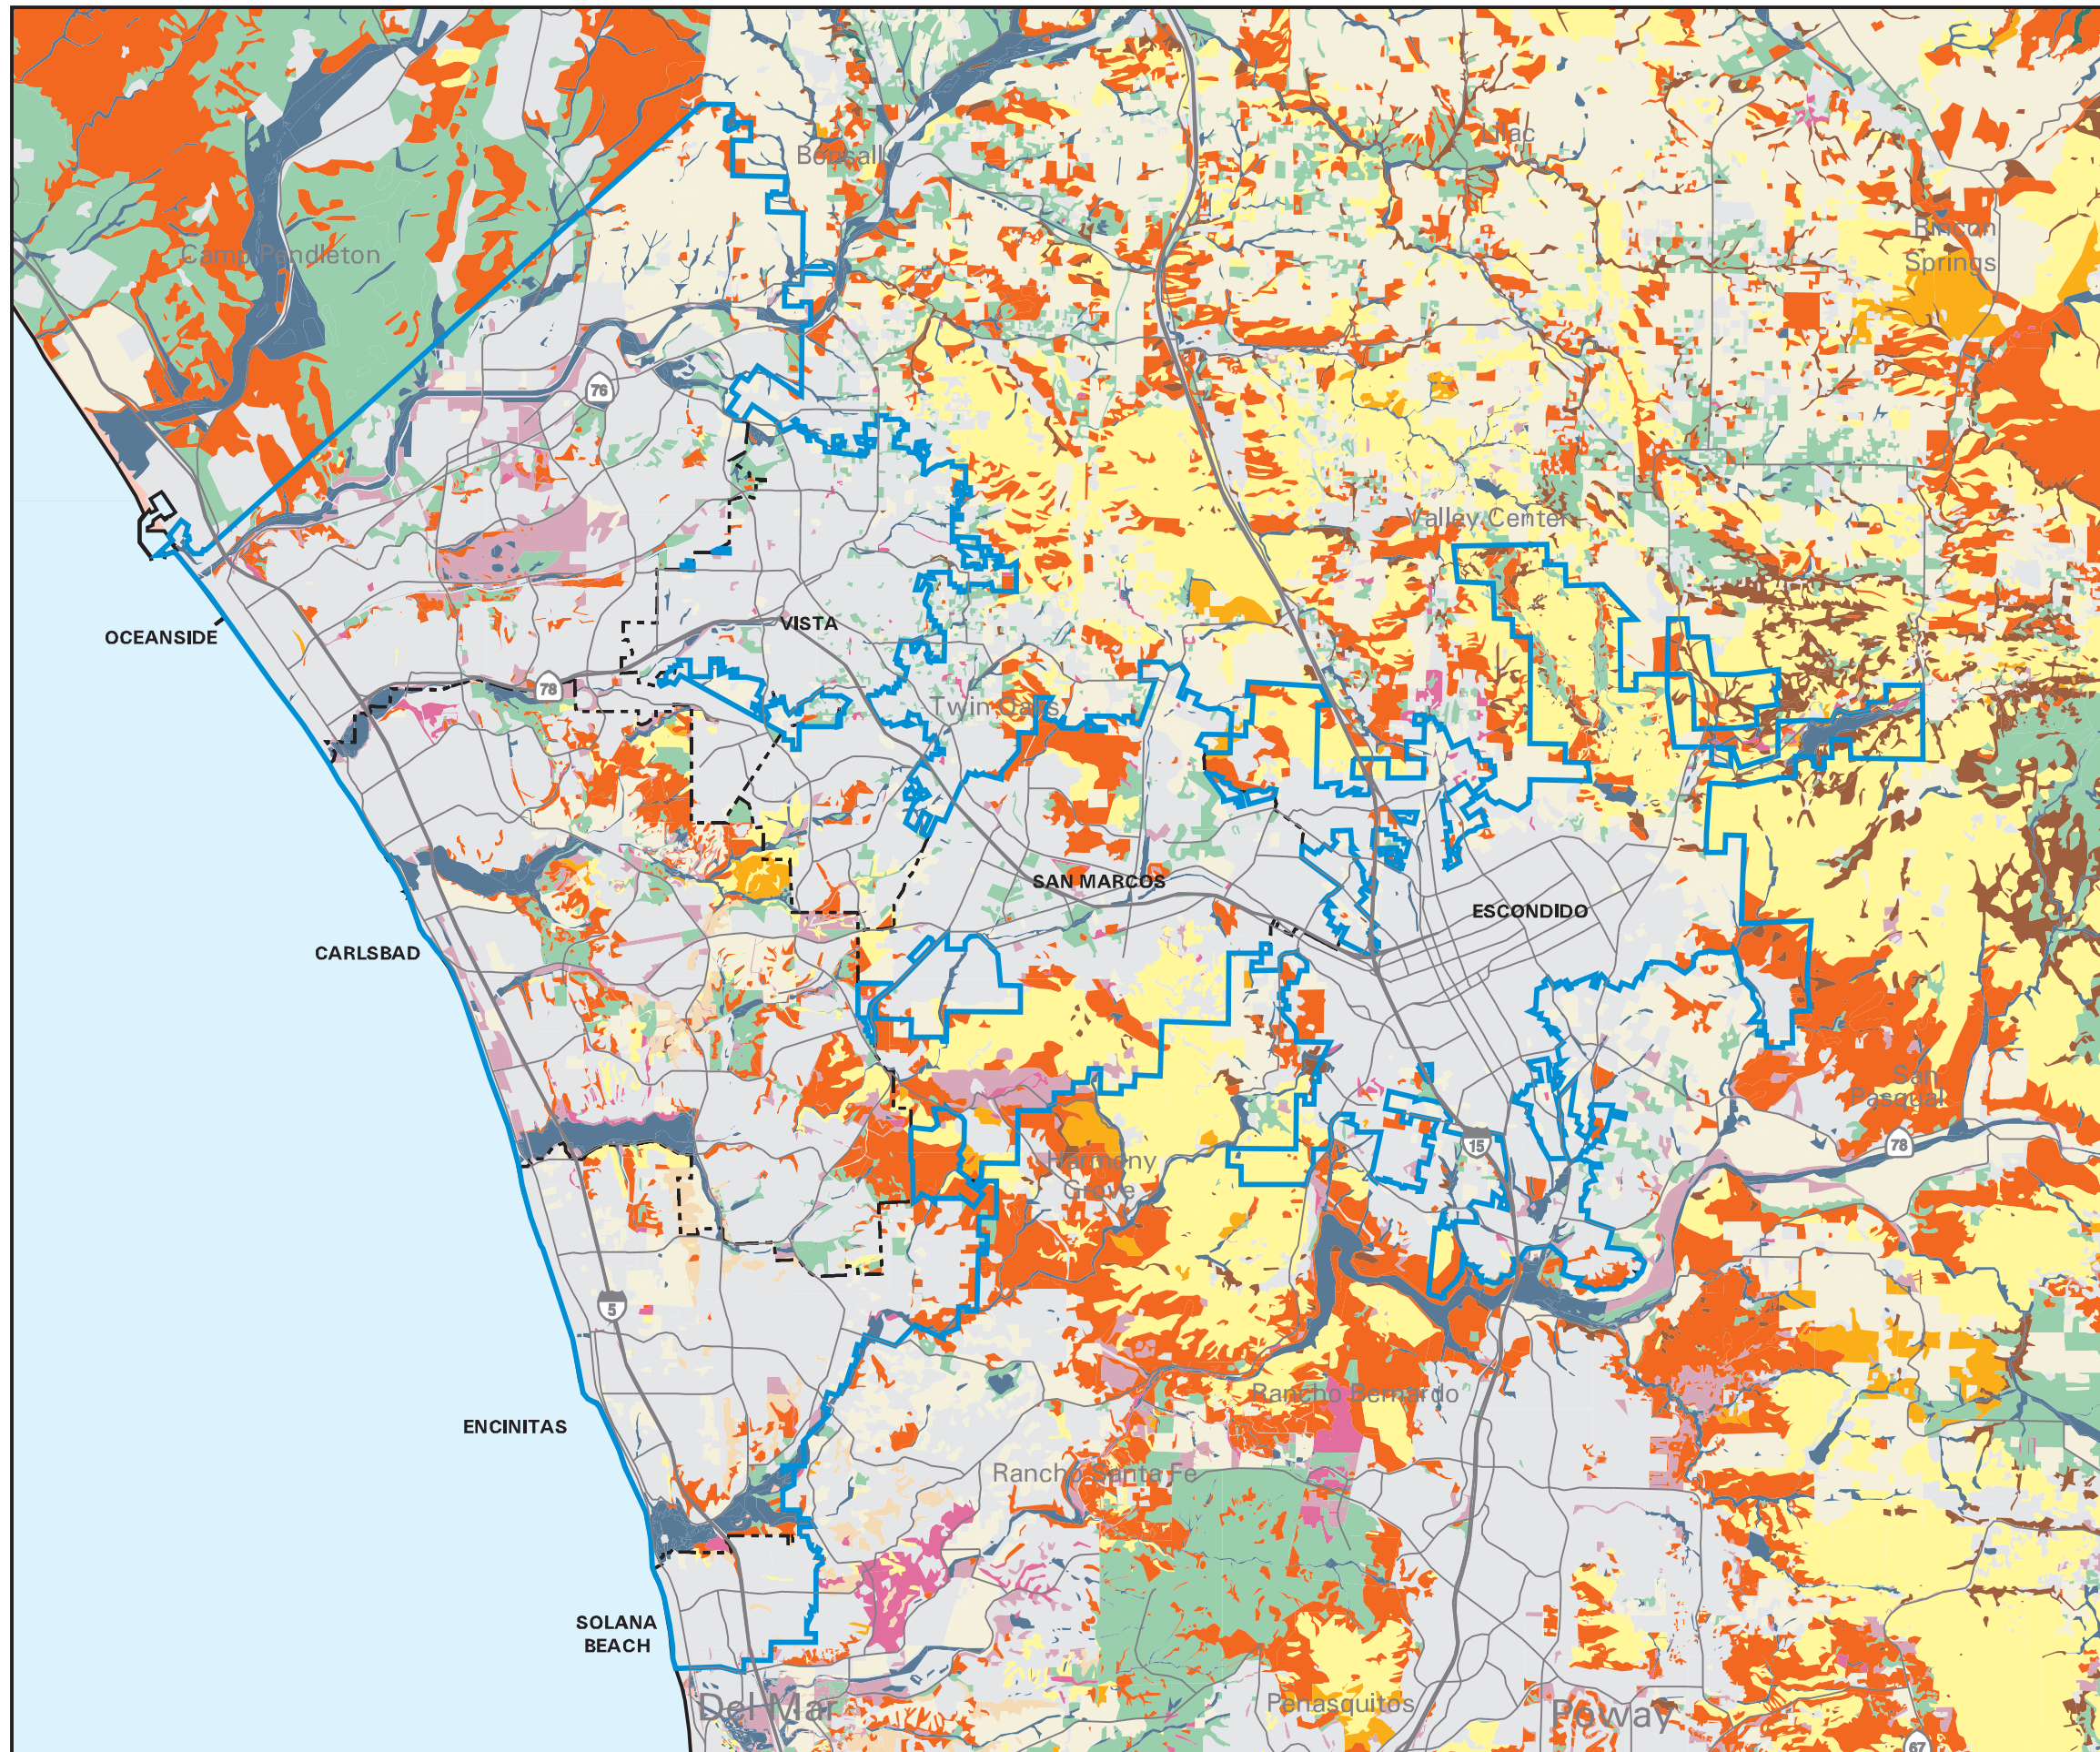 Lilac
Bonsall
Rincon
Springs
Camp Pendleton
76
Valley Center
OCEANSIDE
VISTA
78
Twin Oaks
SAN MARCOS
ESCONDIDO
CARLSBAD
San
Pasqual
15
78
Harmony
Grove
5
Rancho Bernardo
ENCINITAS
Rancho Santa Fe
SOLANA
BEACH
Del Mar
Penasquitos
Poway
67